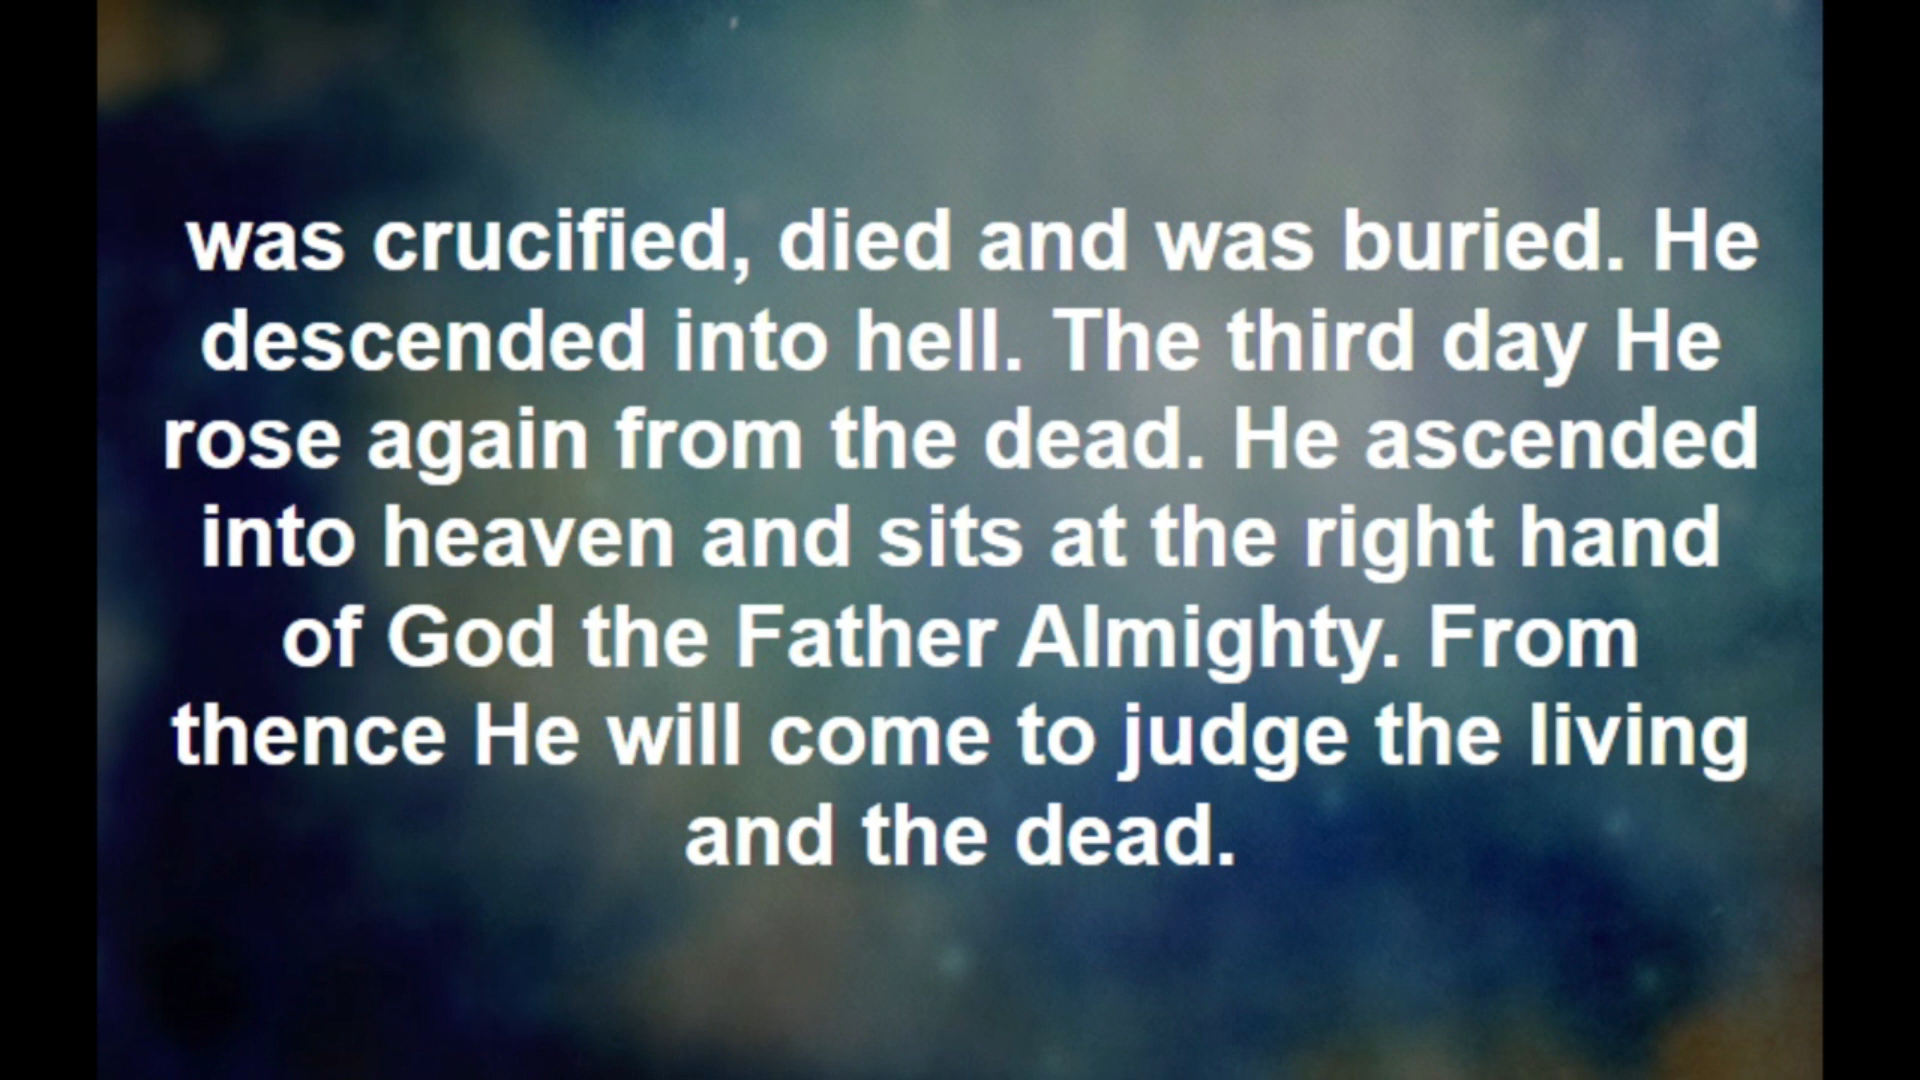 was crucified, died and was buried. He
descended into hell. The third day He
rose again from the dead. He ascended
into heaven and sits at the right hand
of God the Father Almighty. From
thence He will come to judge the living
and the dead.